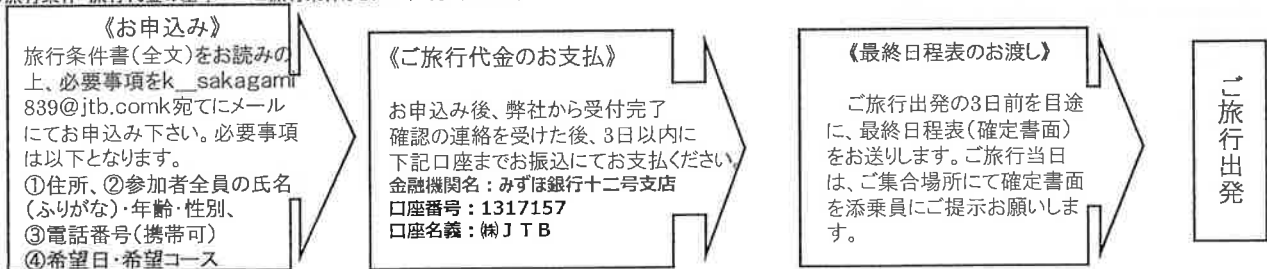 《お申込み》
旅行条件書(全文)をお読みの
上、必要事項をk__sakagami
839@jtb.comk宛てにメール
にてお申込み下さい。必要事項
は以下となります。
①住所、②参加者全員の氏名
(ふりがな)・年齢・性別、
③電話番号(携帯可)
④希望日・希望コース
《ご旅行代金のお支払》
お申込み後、弊社から受付完了
確認の連絡を受けた後、3日以内に
下記口座までお振込にてお支払ください。
金融機関名：みずほ銀行十二号支店
口座番号：1317157
口座名義：㈱ＪＴＢ
《最終日程表のお渡し》
ご旅行出発の3日前を目途
に、最終日程表(確定書面)
をお送りします。ご旅行当日
は、ご集合場所にて確定書面
を添乗員にご提示お願いしま
す。
ご旅行出発